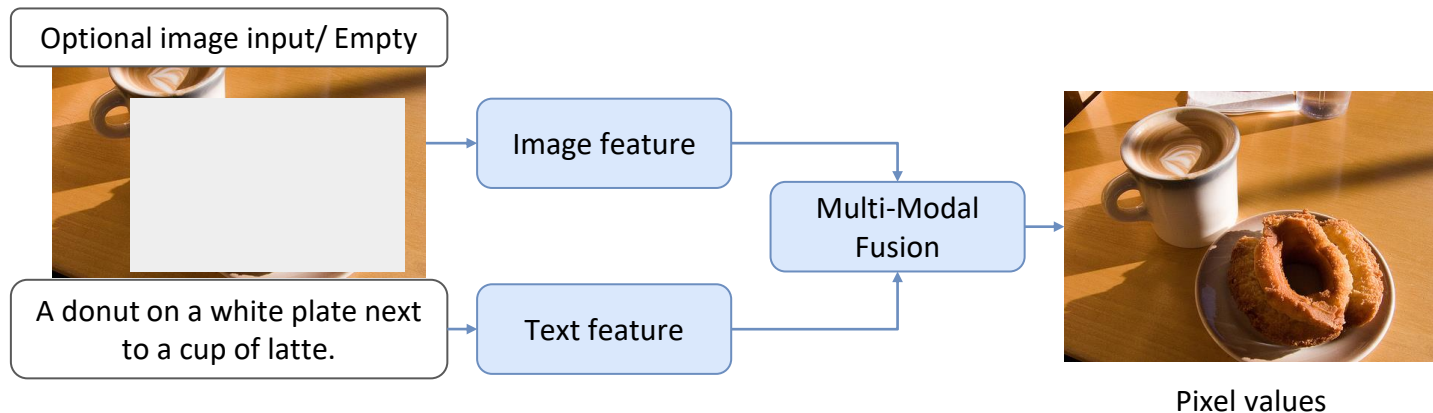 Optional image input/ Empty
Image feature
Multi-Modal
Fusion
A donut on a white plate next
to a cup of latte.
Text feature
Pixel values